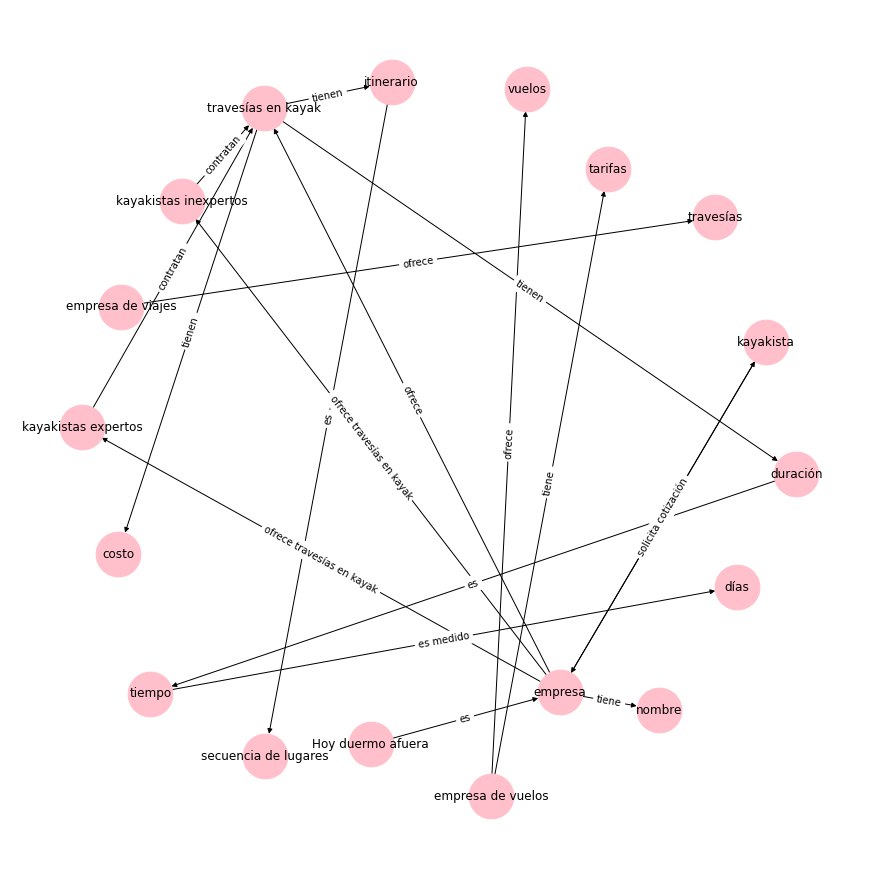 itinerario
vuelos
tienen
travesías en kayak
contratan
tarifas
kayakistas inexpertos
travesías
contratan
ofrece
tienen
empresa de viajes
tienen
kayakista
ofrece
es
ofrece travesías en kayak
kayakistas expertos
ofrece
duración
tiene
solicita cotización
costo
ofrece travesías en kayak
es
días
es medido
tiempo
empresa
tiene
nombre
es
Hoy duermo afuera
secuencia de lugares
empresa de vuelos